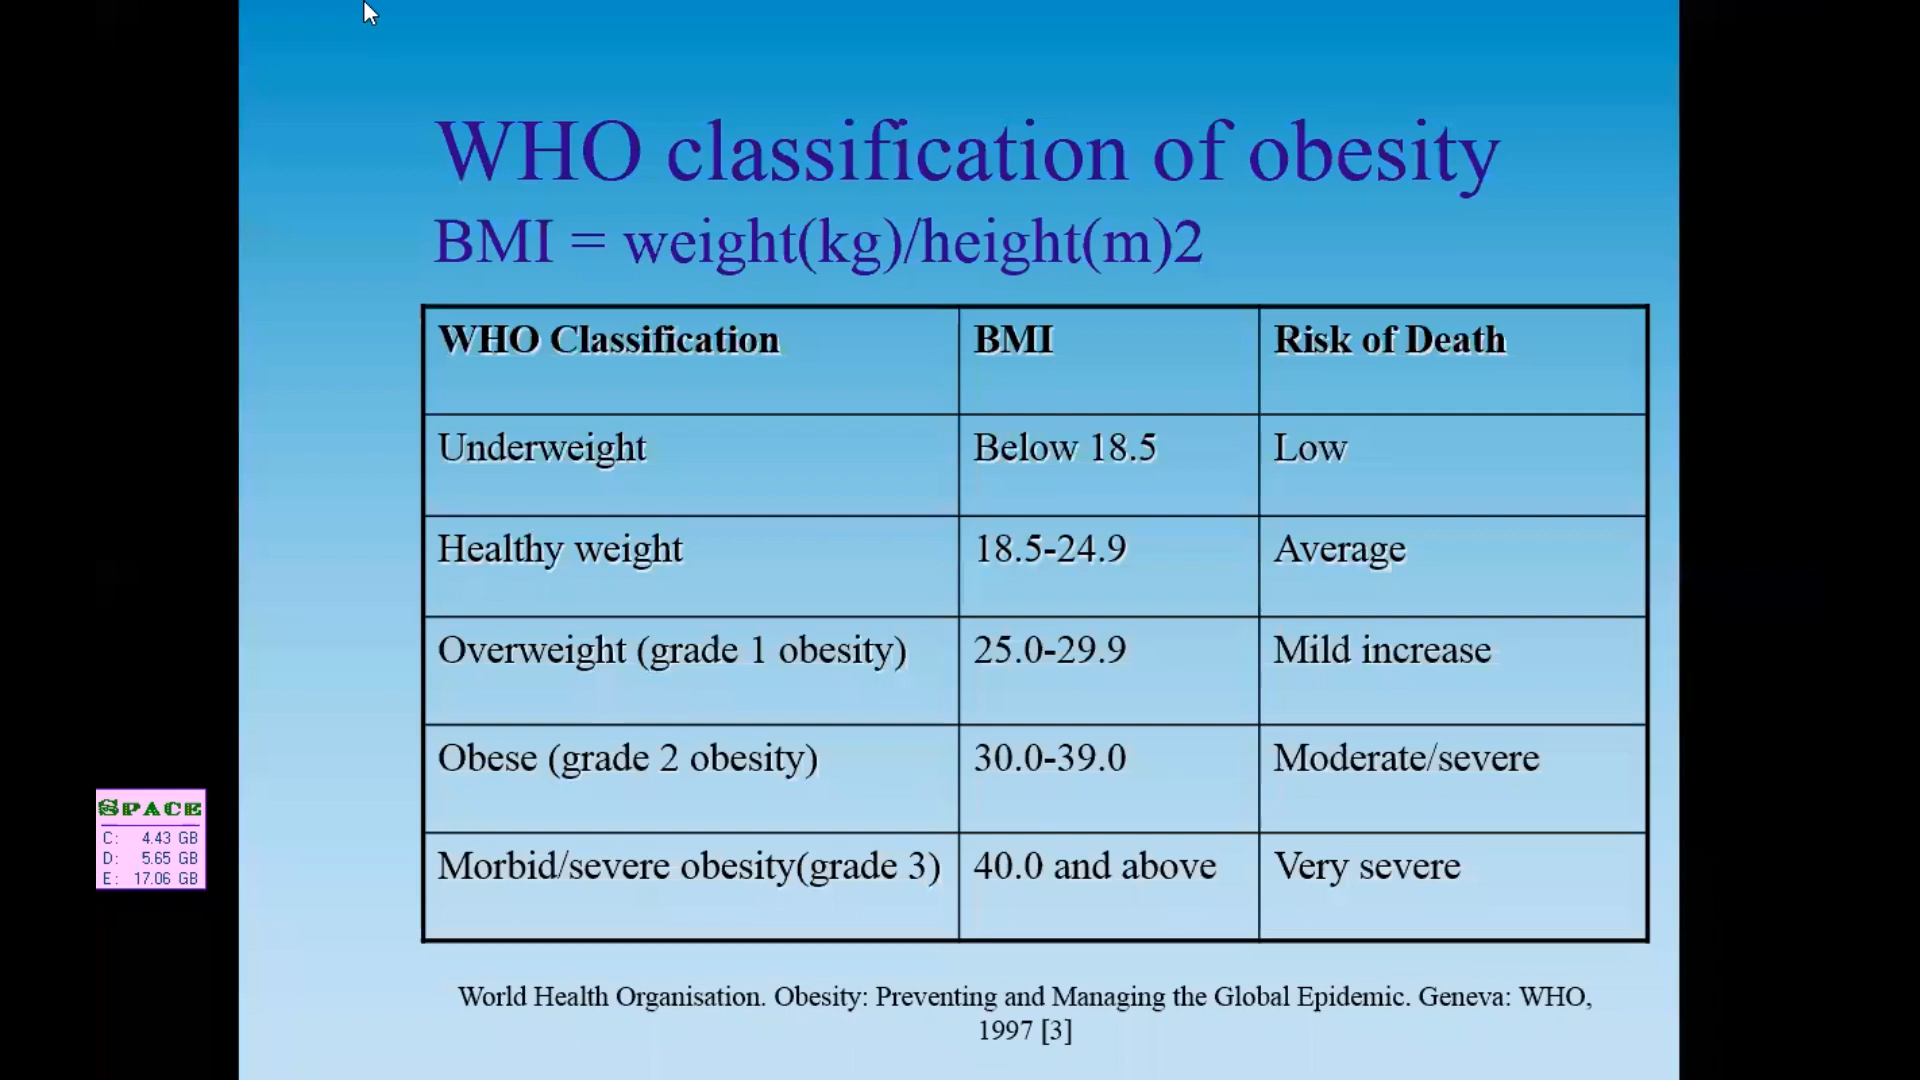 WHO classification of obesity
BMI = weight(kg)/height(m)2
WHO Classification BMI Risk of Death
Underweight Below 18.5 Low
Healthy weight 18.5-24.9 Average
Overweight (grade 1 obesity) 25.0-29.9 Mild increase
Obese (grade 2 obesity) 30.0-39.0 Moderate/severe
Morbid/severe obesity(grade 3) 40.0 and above Very severe
World Health Organisation. Obesity: Preventing and Managing the Global Epidemic. Geneva: WHO,
1997 [3]
SPACE
C: 4.43 GB
D: 5.65 GB
E: 17.06 GB